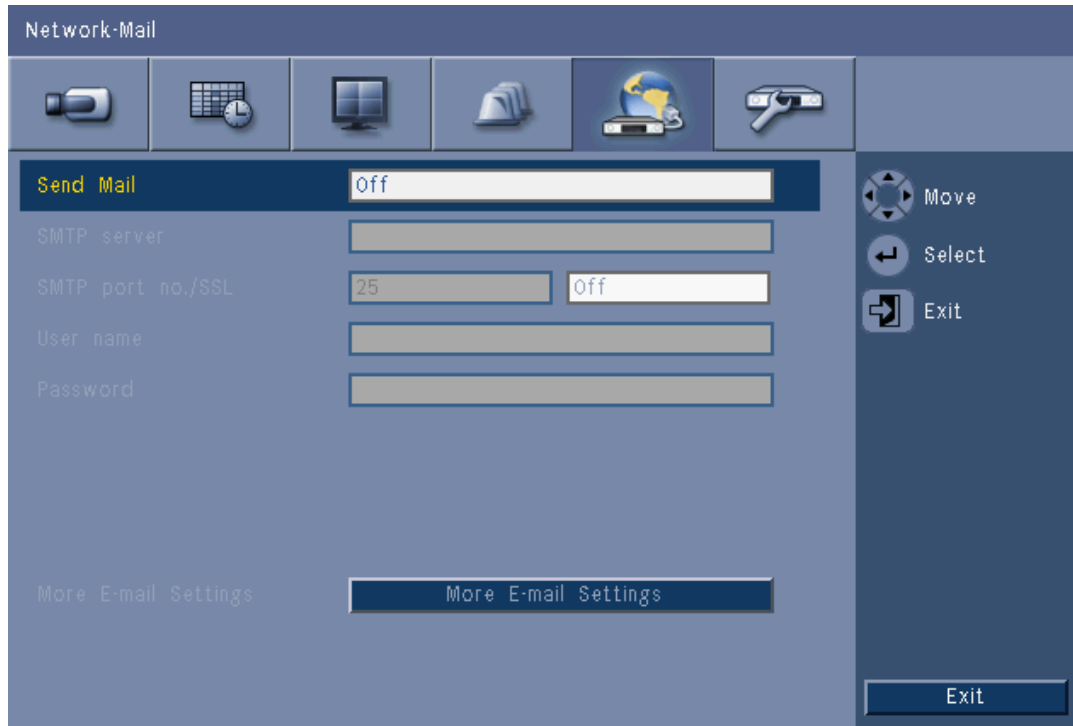 Network-Mail
Send Mail Off
SMTP server
SMTP port no./SSL 25 Off
User name
Password
More E-mail Settings More E-mail Settings
Move
Select
Exit
Exit